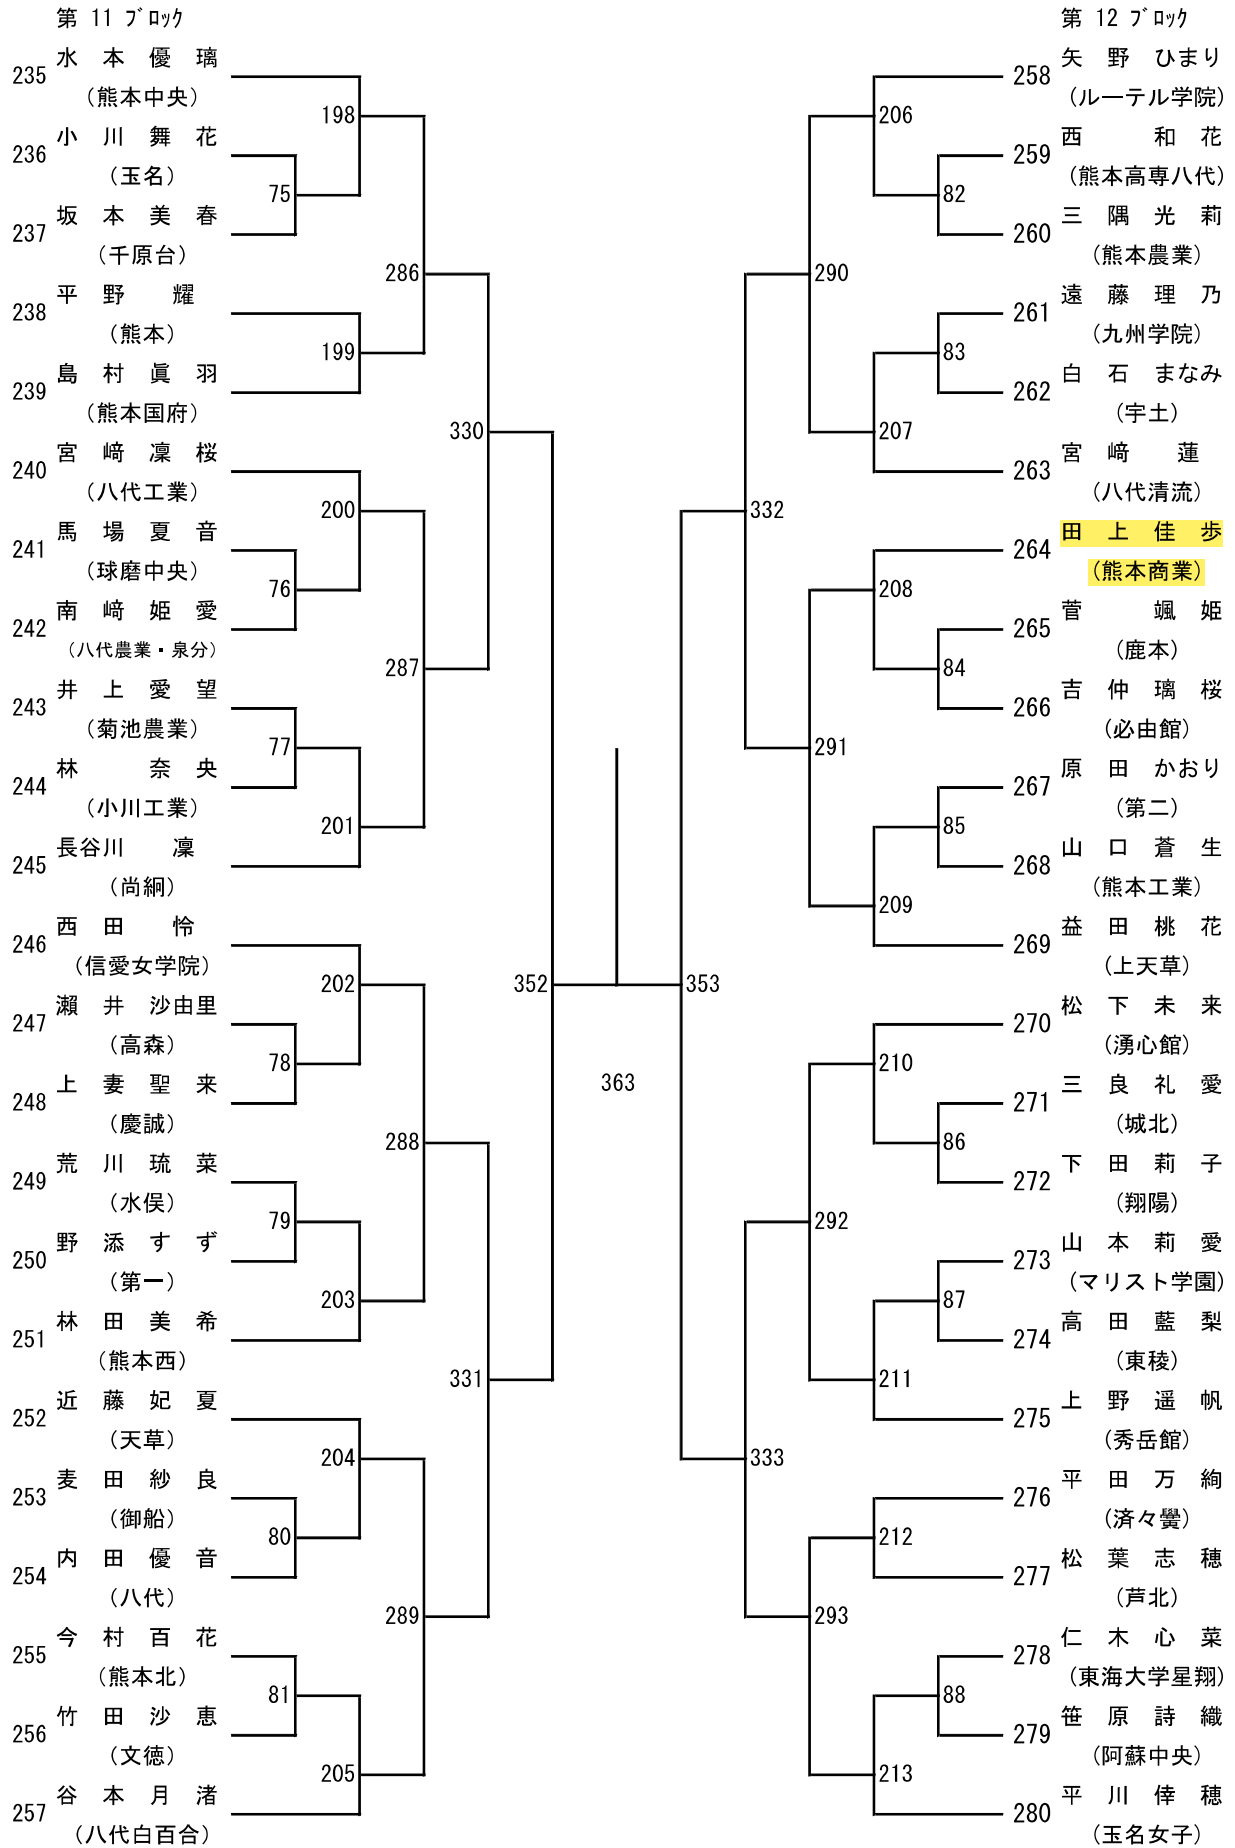 第 11 ブロック
235 水本優璃
(熊本中央)
236 小川舞花
(玉名)
237 坂本美春
(千原台)
238 平野 耀
(熊本)
239 島村眞羽
(熊本国府)
240 宮﨑凜桜
(八代工業)
241 馬場夏音
(球磨中央)
242 南﨑姫愛
(八代農業・泉分)
243 井上愛望
(菊池農業)
244 林 奈央
(小川工業)
245 長谷川 凜
(尚絅)
246 西田 怜
(信愛女学院)
247 瀨井沙由里
(高森)
248 上妻聖来
(慶誠)
249 荒川琉菜
(水俣)
250 野添すず
(第一)
251 林田美希
(熊本西)
252 近藤妃夏
(天草)
253 麦田紗良
(御船)
254 内田優音
(八代)
255 今村百花
(熊本北)
256 竹田沙恵
(文徳)
257 谷本月渚
(八代白百合)
198
75
286
199
330
200
76
287
77
201
352
202
78
288
79
203
331
204
80
289
81
205
363
第 12 ブロック
258 矢野ひまり
(ルーテル学院)
259 西 和花
(熊本高専八代)
260 三隅光莉
(熊本農業)
261 遠藤理乃
(九州学院)
262 白石まなみ
(宇土)
263 宮﨑 蓮
(八代清流)
264 田上佳歩
(熊本商業)
265 菅 颯姫
(鹿本)
266 吉仲璃桜
(必由館)
267 原田かおり
(第二)
268 山口蒼生
(熊本工業)
269 益田桃花
(上天草)
270 松下未来
(湧心館)
271 三良礼愛
(城北)
272 下田莉子
(翔陽)
273 山本莉愛
(マリスト学園)
274 高田藍梨
(東稜)
275 上野遥帆
(秀岳館)
276 平田万絢
(済々黌)
277 松葉志穂
(芦北)
278 仁木心菜
(東海大学星翔)
279 笹原詩織
(阿蘇中央)
280 平川倖穂
(玉名女子)
206
82
290
83
207
332
208
84
291
85
209
353
210
86
292
87
211
333
212
293
88
213